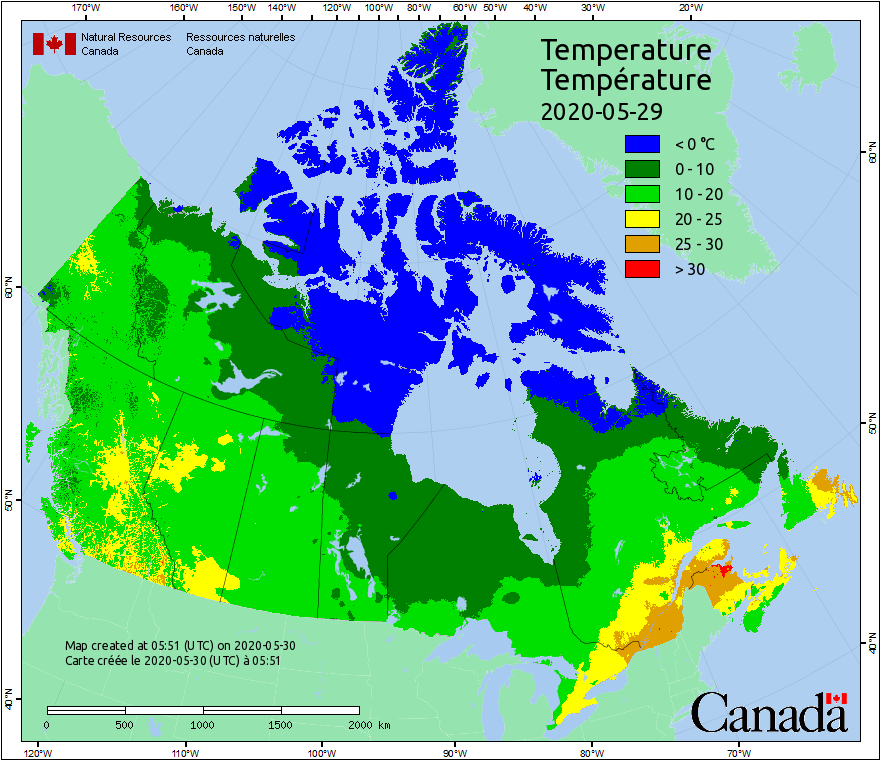 170°W 160°W 150°W 140°W 130°W 120°W 110°W 100°W 80°W 60°W 50°W 40°W 30°W 20°W
Natural Resources Ressources naturelles
Canada Canada
Temperature
Température
2020-05-29
< 0 °C
0 - 10
10 - 20
20 - 25
25 - 30
> 30
60°N
60°N
50°N
50°N
40°N
40°N
Map created at 05:51 (UTC) on 2020-05-30
Carte créée le 2020-05-30 (UTC) à 05:51
0 500 1000 1500 2000 km
Canada
120°W 110°W 100°W 90°W 80°W 70°W